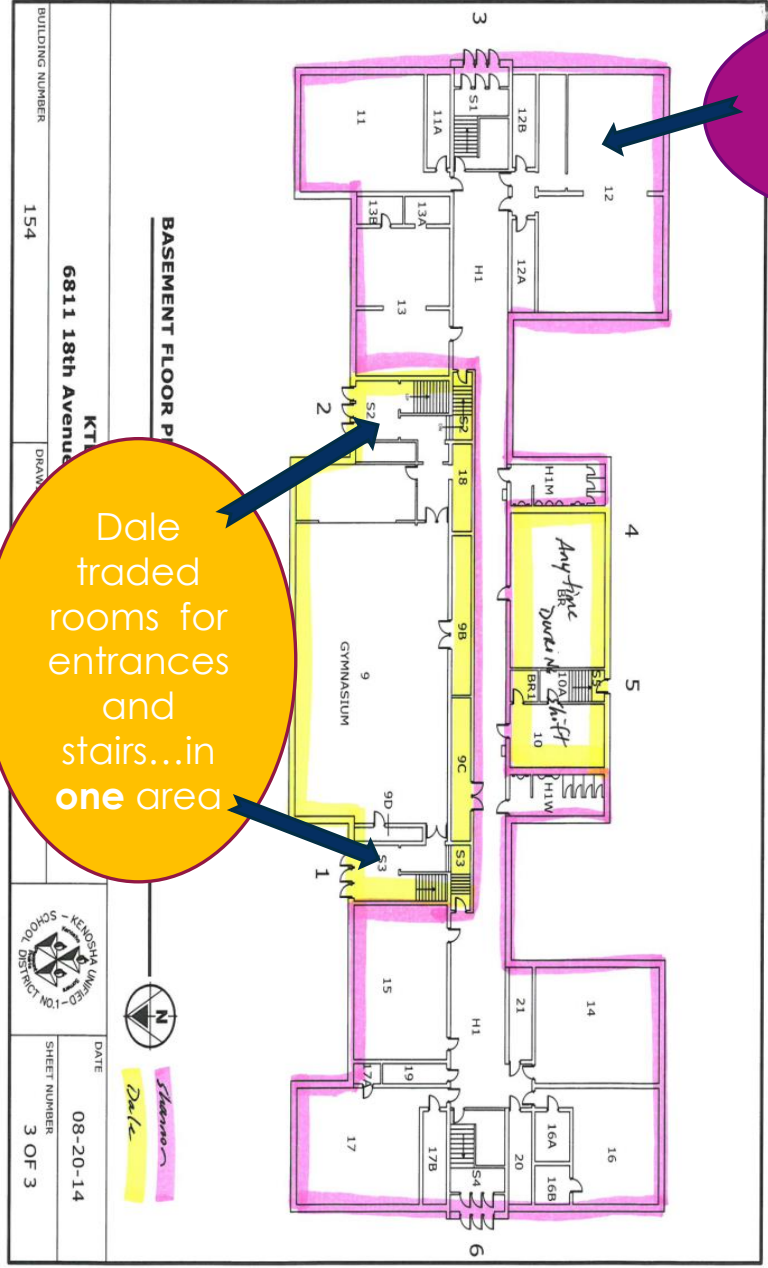 3
11
11A
S1
12B
12
13B
13A
H1
12A
13
S2
S2
2
18
H1M
4
Anytime
BR
During Shift
9B
9
GYMNASIUM
9C
BR1
10A
S5
5
10
H1W
9D
S3
S3
1
15
H1
21
14
17A
19
17
17B
S4
20
16A
16B
16
6
Dale
traded
rooms for
entrances
and
stairs…in
one area
BASEMENT FLOOR
6811 18th Avenue
BUILDING NUMBER
154
KENOSHA UNIFIED
SCHOOL DISTRICT NO.1
N
Shannon
Dale
DATE
08-20-14
SHEET NUMBER
3 OF 3